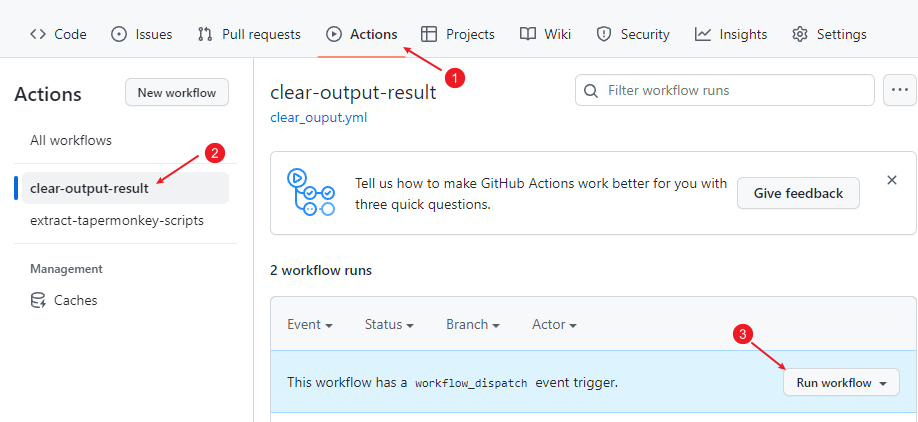 Code Issues Pull requests Actions Projects Wiki Security Insights Settings
1
Actions New workflow
All workflows
2
clear-output-result
extract-tapermonkey-scripts
Management
Caches
clear-output-result Filter workflow runs ...
clear_ouput.yml
Tell us how to make GitHub Actions work better for you with
three quick questions.
Give feedback
2 workflow runs
Event Status Branch Actor
3
This workflow has a workflow_dispatch event trigger. Run workflow